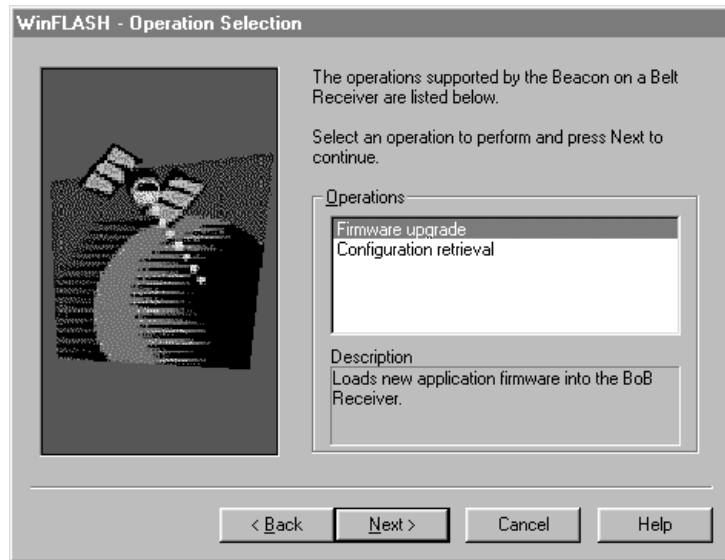 WinFLASH - Operation Selection
The operations supported by the Beacon on a Belt
Receiver are listed below.
Select an operation to perform and press Next to
continue.
Operations
Firmware upgrade
Configuration retrieval
Description
Loads new application firmware into the BoB
Receiver.
< Back
Next >
Cancel
Help